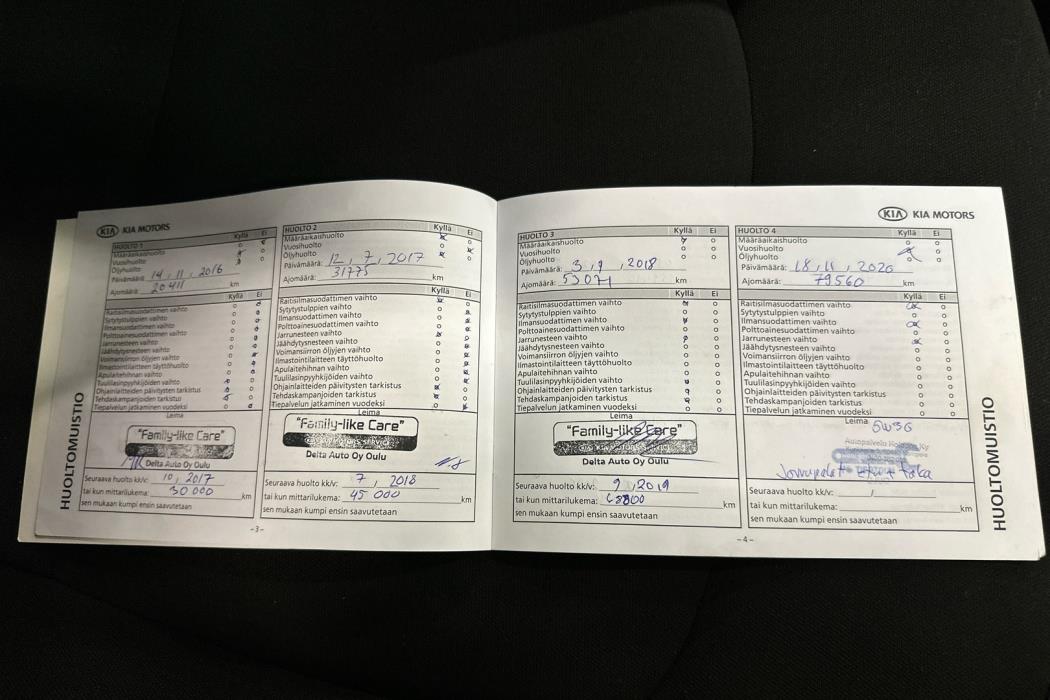 KIA KIA MOTORS
HUOLTO 1 Kyllä Ei
Määräaikaishuolto
Vuosihuolto
Öljyhuolto
Päivämäärä: 14, 11, 2016
Ajomäärä: 20411 km
Kyllä Ei
Raitisilmasuodattimen vaihto
Sytytystulppien vaihto
Ilmansuodattimen vaihto
Polttoainesuodattimen vaihto
Jarrunesteen vaihto
Jäähdytysnesteen vaihto
Voimansiirron öljyjen vaihto
Ilmastointilaitteen täyttöhuolto
Apulaitehihnan vaihto
Tuulilasinpyyhkijöiden vaihto
Ohjainlaitteiden päivitysten tarkistus
Tehdaskampanjoiden tarkistus
Tiepalvelun jatkaminen vuodeksi
Leima
"Family-like Care"
Delta Auto Oy Oulu
Seuraava huolto kk/v: 10, 2017
tai kun mittarilukema: 30 000 km
sen mukaan kumpi ensin saavutetaan
HUOLTO 2 Kyllä Ei
Määräaikaishuolto
Vuosihuolto
Öljyhuolto
Päivämäärä: 12, 7, 2017
Ajomäärä: 31775 km
Kyllä Ei
Raitisilmasuodattimen vaihto
Sytytystulppien vaihto
Ilmansuodattimen vaihto
Polttoainesuodattimen vaihto
Jarrunesteen vaihto
Jäähdytysnesteen vaihto
Voimansiirron öljyjen vaihto
Ilmastointilaitteen täyttöhuolto
Apulaitehihnan vaihto
Tuulilasinpyyhkijöiden vaihto
Ohjainlaitteiden päivitysten tarkistus
Tehdaskampanjoiden tarkistus
Tiepalvelun jatkaminen vuodeksi
Leima
"Family-like Care"
Delta Auto Oy Oulu
Seuraava huolto kk/v: 7, 2018
tai kun mittarilukema: 45 000 km
sen mukaan kumpi ensin saavutetaan
HUOLTOMUISTIO
-3-
KIA KIA MOTORS
HUOLTO 3 Kyllä Ei
Määräaikaishuolto
Vuosihuolto
Öljyhuolto
Päivämäärä: 3, 9, 2018
Ajomäärä: 53071 km
Kyllä Ei
Raitisilmasuodattimen vaihto
Sytytystulppien vaihto
Ilmansuodattimen vaihto
Polttoainesuodattimen vaihto
Jarrunesteen vaihto
Jäähdytysnesteen vaihto
Voimansiirron öljyjen vaihto
Ilmastointilaitteen täyttöhuolto
Apulaitehihnan vaihto
Tuulilasinpyyhkijöiden vaihto
Ohjainlaitteiden päivitysten tarkistus
Tehdaskampanjoiden tarkistus
Tiepalvelun jatkaminen vuodeksi
Leima
"Family-like Care"
Delta Auto Oy Oulu
Seuraava huolto kk/v: 9, 2019
tai kun mittarilukema: km
sen mukaan kumpi ensin saavutetaan
HUOLTO 4 Kyllä Ei
Määräaikaishuolto
Vuosihuolto
Öljyhuolto
Päivämäärä: 18, 11, 2020
Ajomäärä: 79560 km
Kyllä Ei
Raitisilmasuodattimen vaihto
Sytytystulppien vaihto
Ilmansuodattimen vaihto
Polttoainesuodattimen vaihto
Jarrunesteen vaihto
Jäähdytysnesteen vaihto
Voimansiirron öljyjen vaihto
Ilmastointilaitteen täyttöhuolto
Apulaitehihnan vaihto
Tuulilasinpyyhkijöiden vaihto
Ohjainlaitteiden päivitysten tarkistus
Tehdaskampanjoiden tarkistus
Tiepalvelun jatkaminen vuodeksi
Leima 5W30
Autopalvelu Ky
Jarrupalat + taka
Seuraava huolto kk/v: ,
tai kun mittarilukema: km
sen mukaan kumpi ensin saavutetaan
HUOLTOMUISTIO
-4-